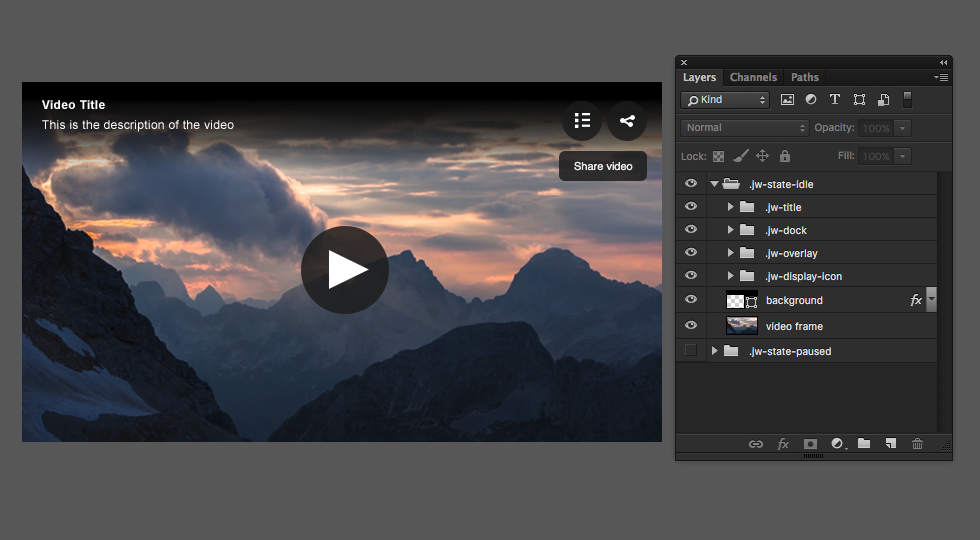 Video Title
This is the description of the video
Share video
Layers Channels Paths
Kind T
Normal Opacity: 100%
Lock: Fill: 100%
.jw-state-idle
.jw-title
.jw-dock
.jw-overlay
.jw-display-icon
background fx
video frame
.jw-state-paused
fx